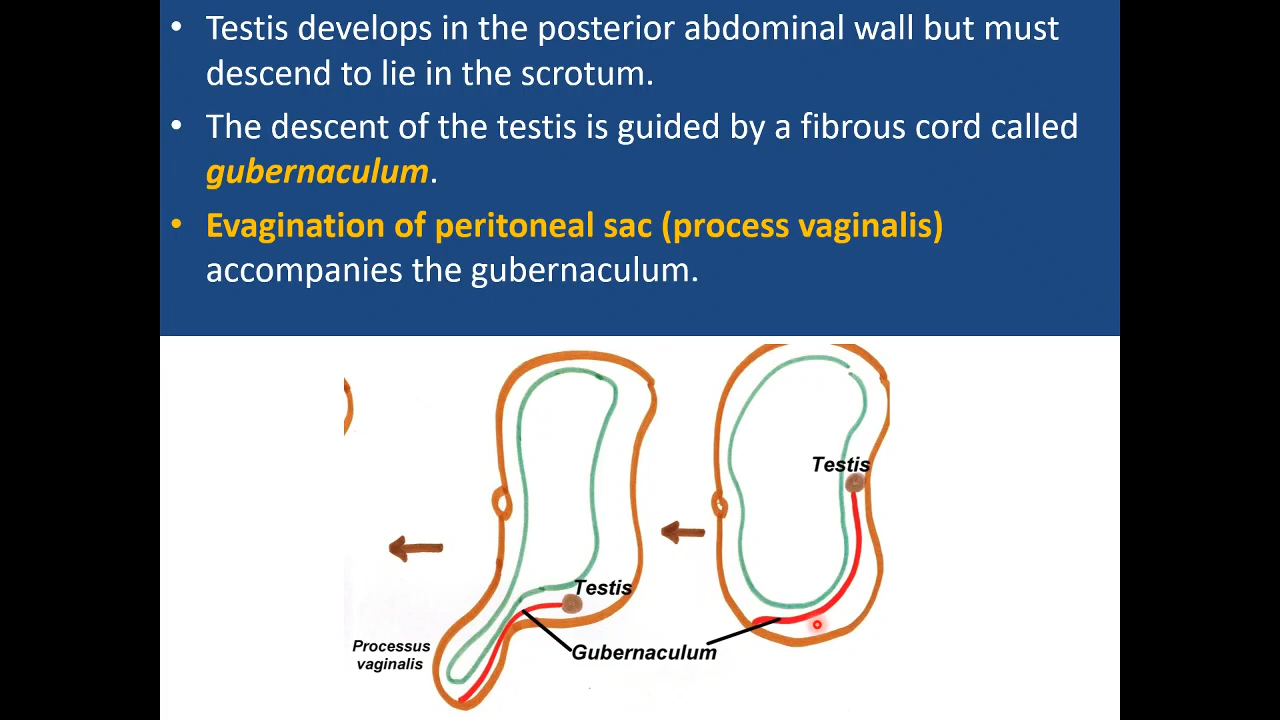 • Testis develops in the posterior abdominal wall but must
descend to lie in the scrotum.
• The descent of the testis is guided by a fibrous cord called
gubernaculum.
• Evagination of peritoneal sac (process vaginalis)
accompanies the gubernaculum.
Testis
Testis
Processus
vaginalis
Gubernaculum